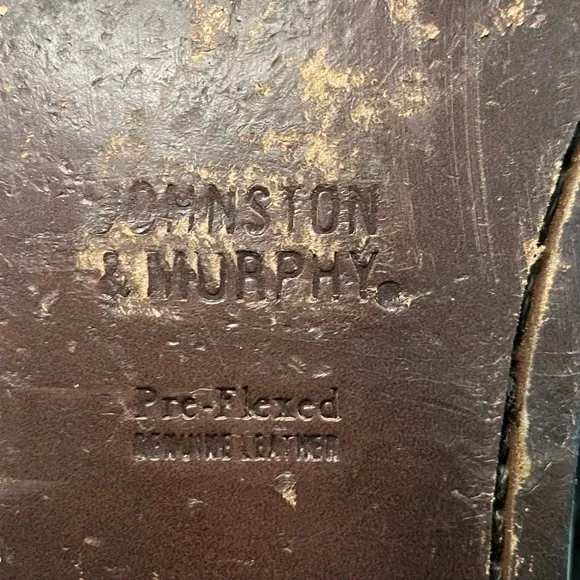 JOHNSTON
& MURPHY.
Pre-Flexed
GENUINE LEATHER